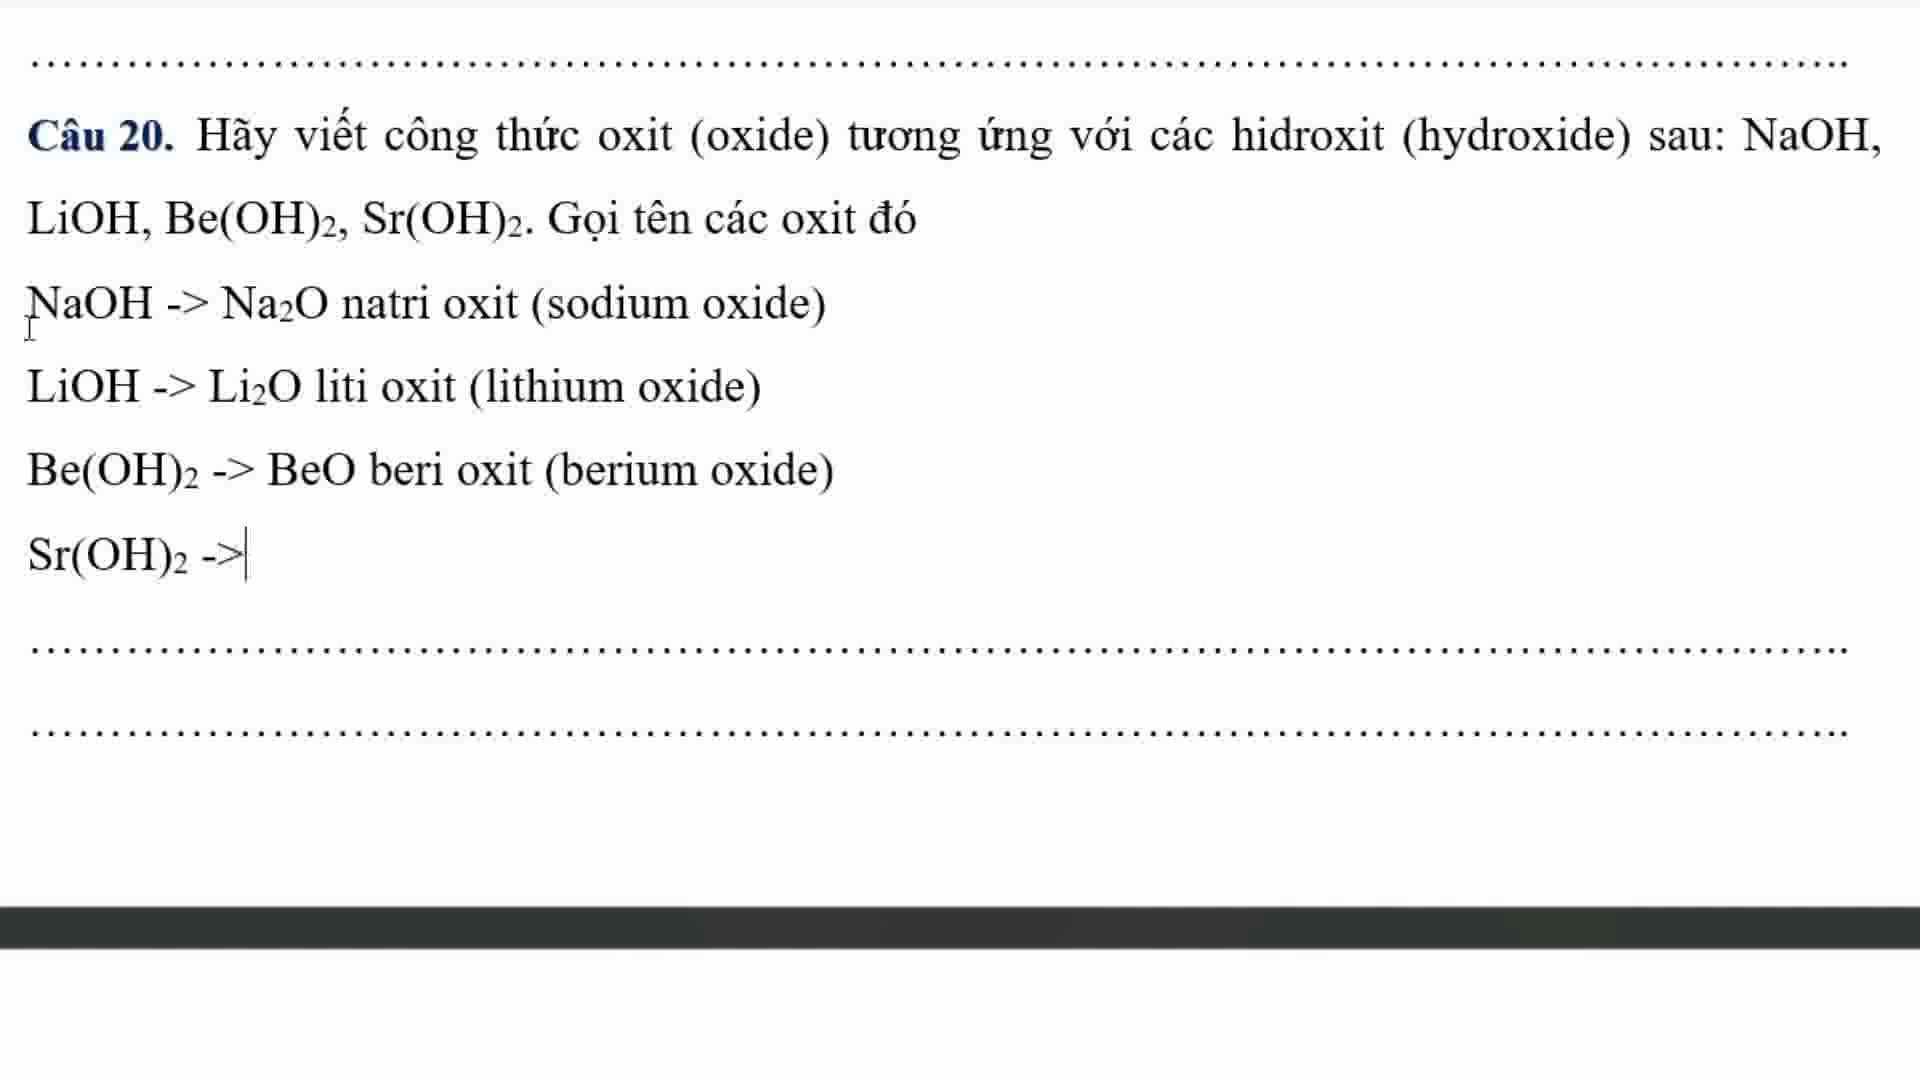 ……………………………………………………………………………………………………..
Câu 20. Hãy viết công thức oxit (oxide) tương ứng với các hidroxit (hydroxide) sau: NaOH,
LiOH, Be(OH)₂, Sr(OH)₂. Gọi tên các oxit đó
NaOH -> Na₂O natri oxit (sodium oxide)
LiOH -> Li₂O liti oxit (lithium oxide)
Be(OH)₂ -> BeO beri oxit (berium oxide)
Sr(OH)₂ ->
……………………………………………………………………………………………………..
……………………………………………………………………………………………………..